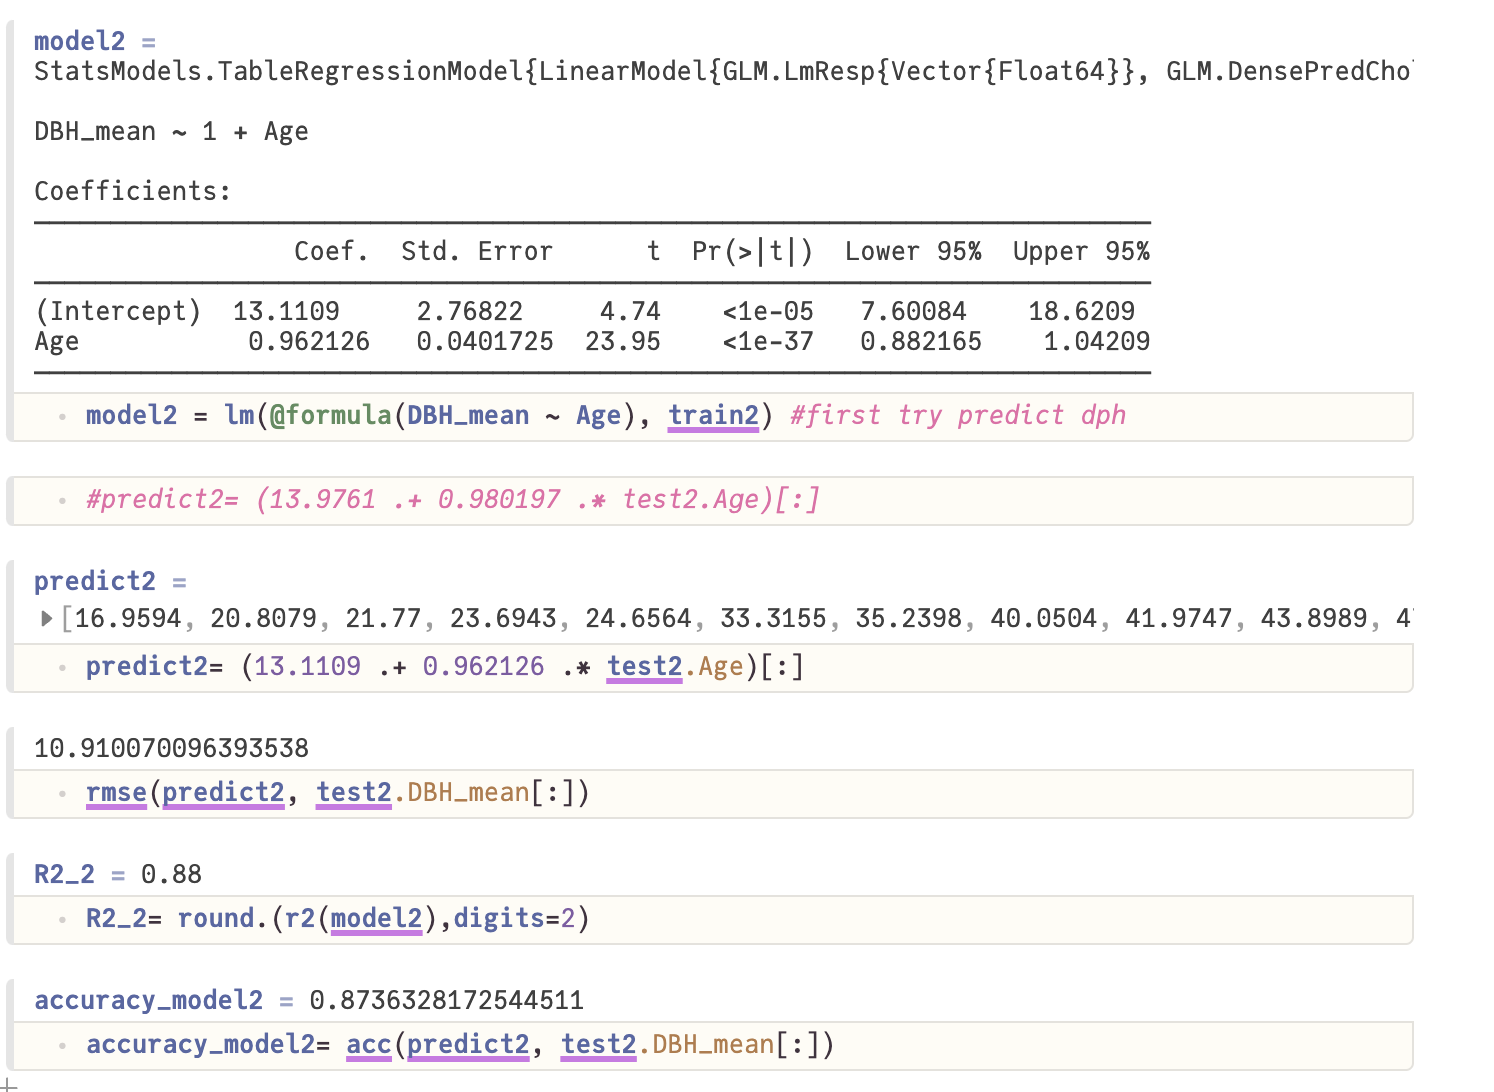 model2 =
StatsModels.TableRegressionModel{LinearModel{GLM.LmResp{Vector{Float64}}, GLM.DensePredCho
DBH_mean ~ 1 + Age
Coefficients:
Coef. Std. Error t Pr(>|t|) Lower 95% Upper 95%
(Intercept) 13.1109 2.76822 4.74 <1e-05 7.60084 18.6209
Age 0.962126 0.0401725 23.95 <1e-37 0.882165 1.04209
model2 = lm(@formula(DBH_mean ~ Age), train2) #first try predict dph
#predict2= (13.9761 .+ 0.980197 .* test2.Age)[:]
predict2 =
[16.9594, 20.8079, 21.77, 23.6943, 24.6564, 33.3155, 35.2398, 40.0504, 41.9747, 43.8989, 4
predict2= (13.1109 .+ 0.962126 .* test2.Age)[:]
10.910070096393538
rmse(predict2, test2.DBH_mean[:])
R2_2 = 0.88
R2_2= round.(r2(model2),digits=2)
accuracy_model2 = 0.8736328172544511
accuracy_model2= acc(predict2, test2.DBH_mean[:])